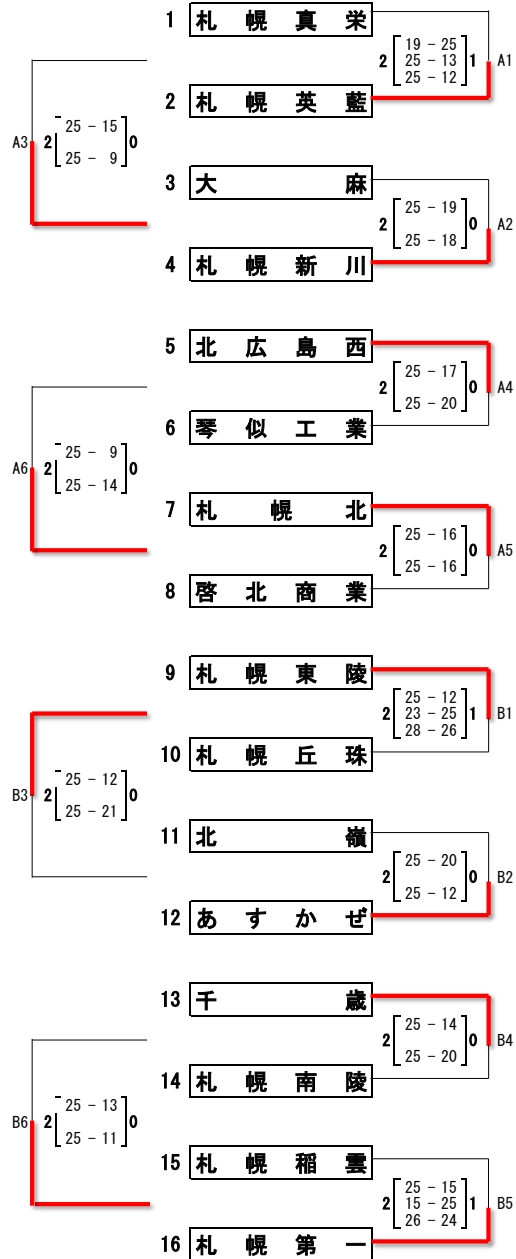 1 札幌真栄
2 [ 19 - 25
25 - 13
25 - 12 ] 1 A1
2 札幌英藍
A3 2 [ 25 - 15
25 - 9 ] 0
3 大麻
2 [ 25 - 19
25 - 18 ] 0 A2
4 札幌新川
5 北広島西
2 [ 25 - 17
25 - 20 ] 0 A4
6 琴似工業
A6 2 [ 25 - 9
25 - 14 ] 0
7 札幌北
2 [ 25 - 16
25 - 16 ] 0 A5
8 啓北商業
9 札幌東陵
2 [ 25 - 12
23 - 25
28 - 26 ] 1 B1
10 札幌丘珠
B3 2 [ 25 - 12
25 - 21 ] 0
11 北嶺
2 [ 25 - 20
25 - 12 ] 0 B2
12 あすかぜ
13 千歳
2 [ 25 - 14
25 - 20 ] 0 B4
14 札幌南陵
B6 2 [ 25 - 13
25 - 11 ] 0
15 札幌稲雲
2 [ 25 - 15
15 - 25
26 - 24 ] 1 B5
16 札幌第一